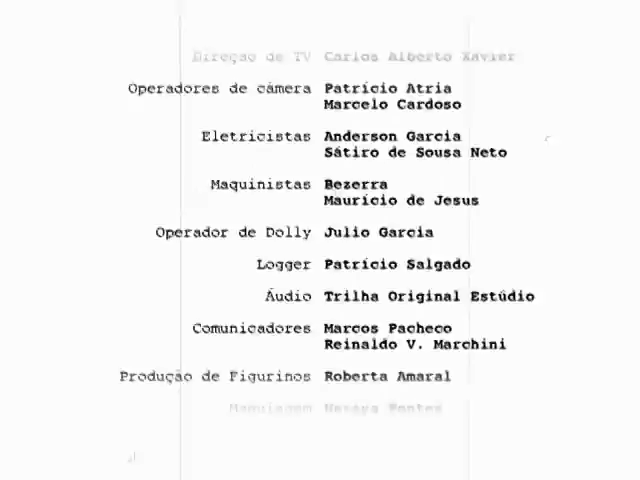 Direção de TV Carlos Alberto Xavier
Operadores de câmera Patrício Atria
Marcelo Cardoso
Eletricistas Anderson Garcia
Sátiro de Sousa Neto
Maquinistas Bezerra
Maurício de Jesus
Operador de Dolly Julio Garcia
Logger Patrício Salgado
Áudio Trilha Original Estúdio
Comunicadores Marcos Pacheco
Reinaldo V. Marchini
Produção de Figurinos Roberta Amaral
Maquiagem